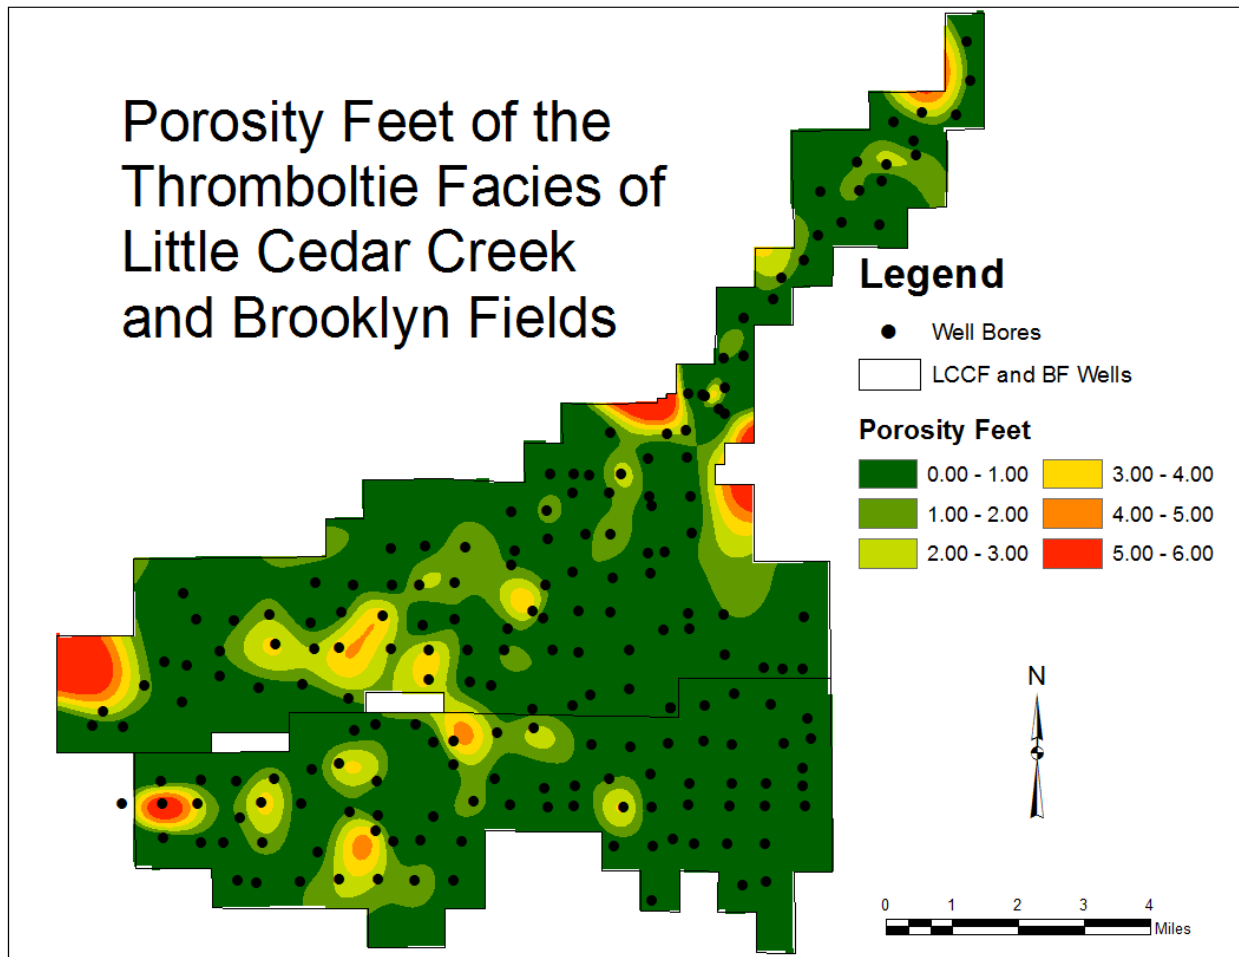 Porosity Feet of the
Thromboltie Facies of
Little Cedar Creek
and Brooklyn Fields
Legend
Well Bores
LCCF and BF Wells
Porosity Feet
0.00 - 1.00 3.00 - 4.00
1.00 - 2.00 4.00 - 5.00
2.00 - 3.00 5.00 - 6.00
N
0 1 2 3 4
Miles